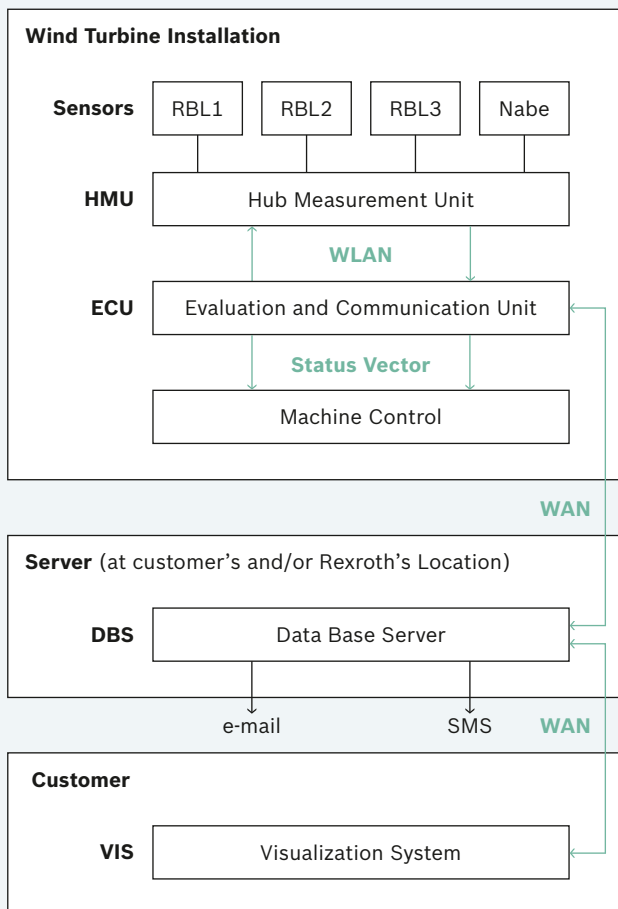 Wind Turbine Installation
Sensors RBL1 RBL2 RBL3 Nabe
HMU Hub Measurement Unit
WLAN
ECU Evaluation and Communication Unit
Status Vector
Machine Control
WAN
Server (at customer’s and/or Rexroth’s Location)
DBS Data Base Server
e-mail SMS WAN
Customer
VIS Visualization System